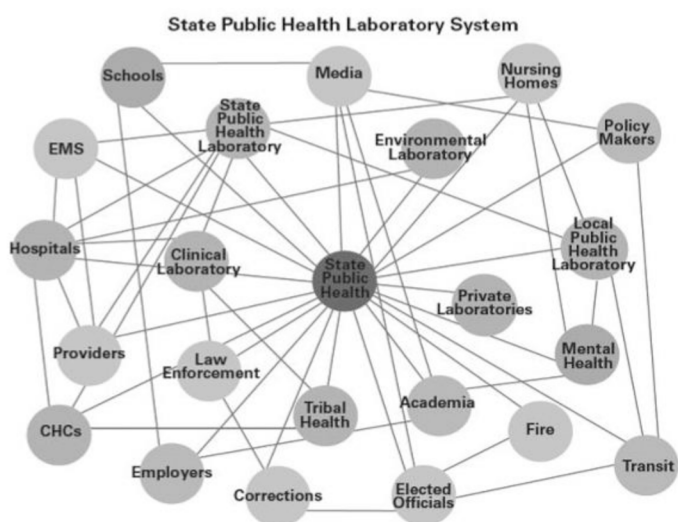 State Public Health Laboratory System
Schools
Media
Nursing
Homes
State
Public Health
Laboratory
Environmental
Laboratory
Policy
Makers
EMS
Hospitals
Clinical
Laboratory
State
Public
Health
Local
Public
Health
Laboratory
Private
Laboratories
Providers
Law
Enforcement
Mental
Health
CHCs
Tribal
Health
Academia
Fire
Employers
Corrections
Elected
Officials
Transit